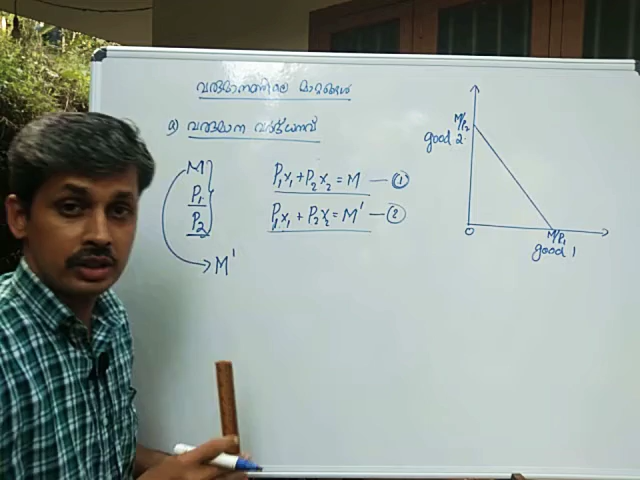 വരുമാനത്തിലെ മാറ്റങ്ങൾ
a) വരുമാന വർദ്ധനവ്
M
P₁
P₂
M'
P₁x₁ + P₂x₂ = M — ①
P₁x₁ + P₂x₂ = M' — ②
M/P₂
good 2
O
M/P₁
good 1